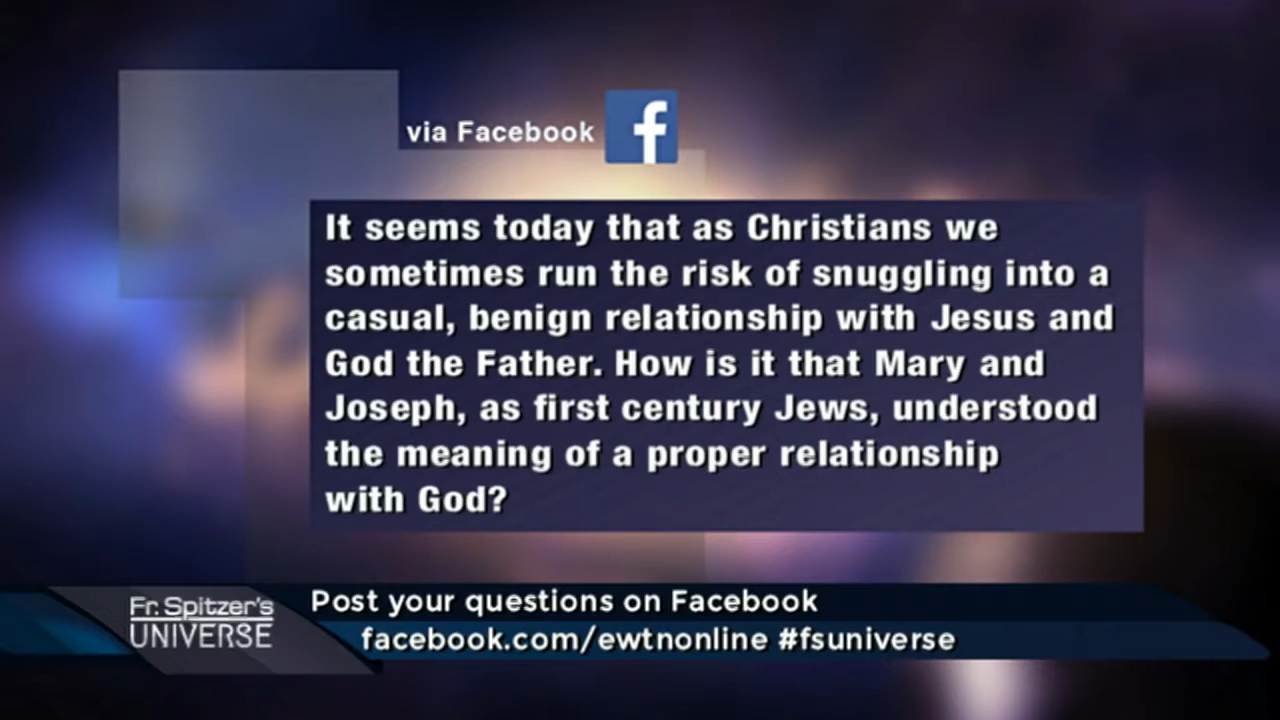 via Facebook f
It seems today that as Christians we
sometimes run the risk of snuggling into a
casual, benign relationship with Jesus and
God the Father. How is it that Mary and
Joseph, as first century Jews, understood
the meaning of a proper relationship
with God?
Fr. Spitzer's
UNIVERSE
Post your questions on Facebook
facebook.com/ewtnonline #fsuniverse